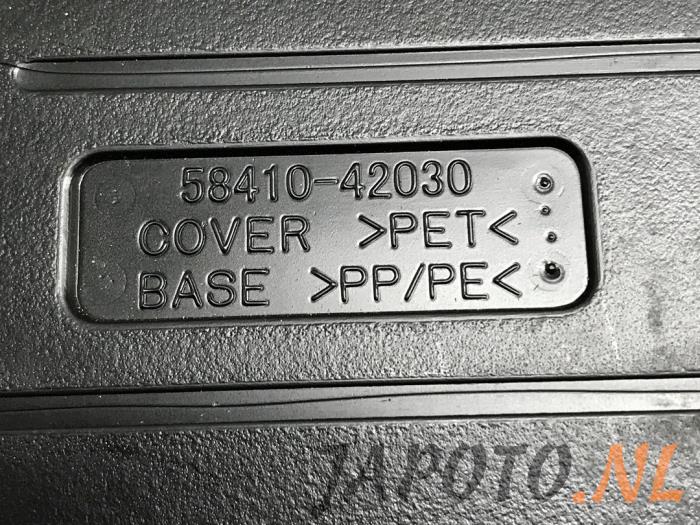 58410-42030
COVER >PET<
BASE >PP/PE<
JAPOTO.NL